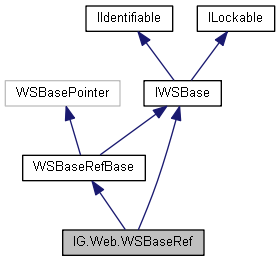 IIdentifiable
ILockable
WSBasePointer
IWSBase
WSBaseRefBase
IG.Web.WSBaseRef